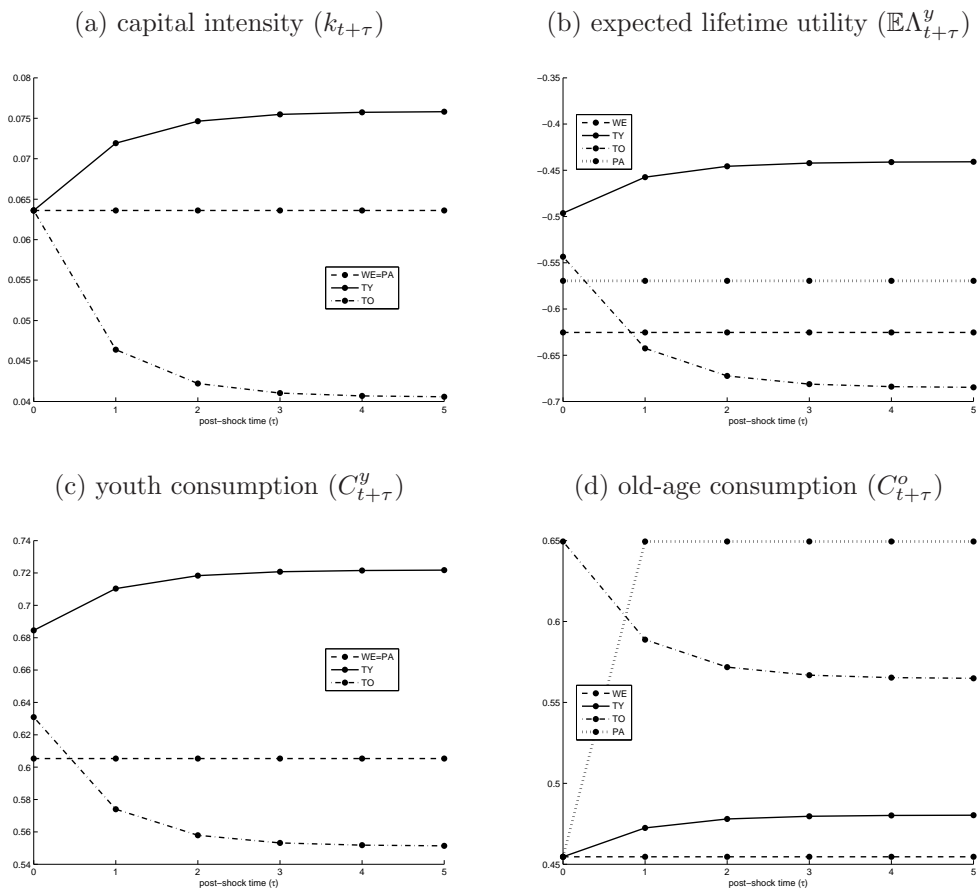 (a) capital intensity (k_{t+τ})
0.08
0.075
0.07
0.065
0.06
0.055
0.05
0.045
0.04
0 1 2 3 4 5
post−shock time (τ)
WE=PA
TY
TO
(b) expected lifetime utility (𝔼Λ^y_{t+τ})
−0.35
−0.4
−0.45
−0.5
−0.55
−0.6
−0.65
−0.7
0 1 2 3 4 5
post−shock time (τ)
WE
TY
TO
PA
(c) youth consumption (C^y_{t+τ})
0.74
0.72
0.7
0.68
0.66
0.64
0.62
0.6
0.58
0.56
0.54
0 1 2 3 4 5
post−shock time (τ)
WE=PA
TY
TO
(d) old-age consumption (C^o_{t+τ})
0.65
0.6
0.55
0.5
0.45
0 1 2 3 4 5
post−shock time (τ)
WE
TY
TO
PA